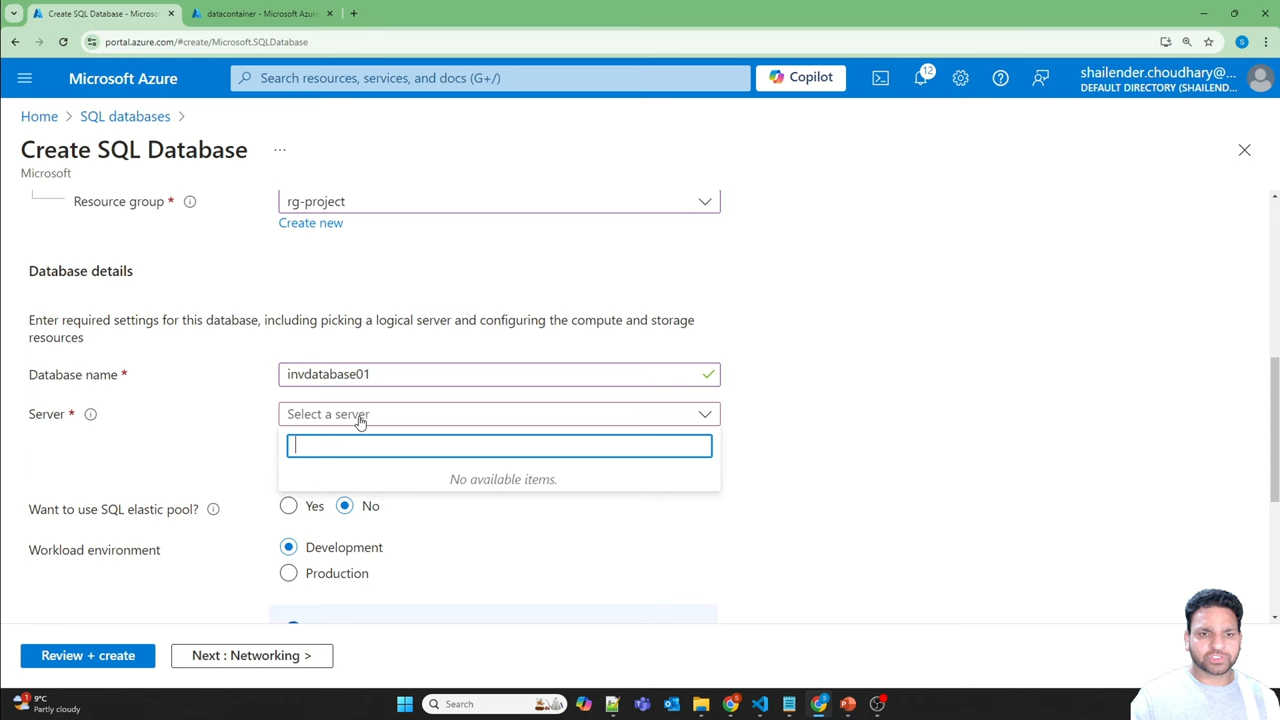 Create SQL Database - Microso
datacontainer - Microsoft Azure
portal.azure.com/#create/Microsoft.SQLDatabase
S
Microsoft Azure
Search resources, services, and docs (G+/)
Copilot
12
shailender.choudhary@...
DEFAULT DIRECTORY (SHAILEND...
Home > SQL databases >
Create SQL Database ...
Microsoft
Resource group *
rg-project
Create new
Database details
Enter required settings for this database, including picking a logical server and configuring the compute and storage
resources
Database name *
invdatabase01
Server *
Select a server
No available items.
Want to use SQL elastic pool?
Yes
No
Workload environment
Development
Production
Review + create
Next : Networking >
1
9°C
Partly cloudy
Search